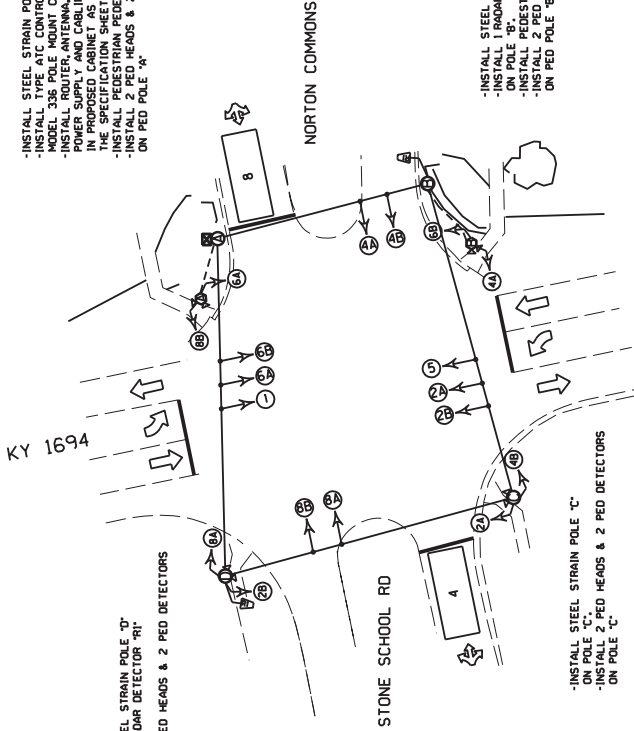 -INSTALL STEEL STRAIN PO
-INSTALL TYPE ATC CONTRO
MODEL 336 POLE MOUNT C
-INSTALL ROUTER, ANTENNA,
POWER SUPPLY AND CABLI
IN PROPOSED CABINET AS
THE SPECIFICATION SHEET
-INSTALL PEDESTRIAN PEDE
-INSTALL 2 PED HEADS & 2
ON PED POLE "A"
NORTON COMMONS
-INSTALL STEEL
-INSTALL 1 RADAR
ON POLE "B".
-INSTALL PEDEST
-INSTALL 2 PED
ON PED POLE "B
8
A
6A
8B
4A
4B
B
6B
4A
6B
6A
1
5
2A
2B
KY 1694
8B
8A
8A
2B
4B
2A
4
STONE SCHOOL RD
EL STRAIN POLE "D"
DAR DETECTOR "R1"
ED HEADS & 2 PED DETECTORS
-INSTALL STEEL STRAIN POLE "C"
ON POLE "C".
-INSTALL 2 PED HEADS & 2 PED DETECTORS
ON POLE "C"